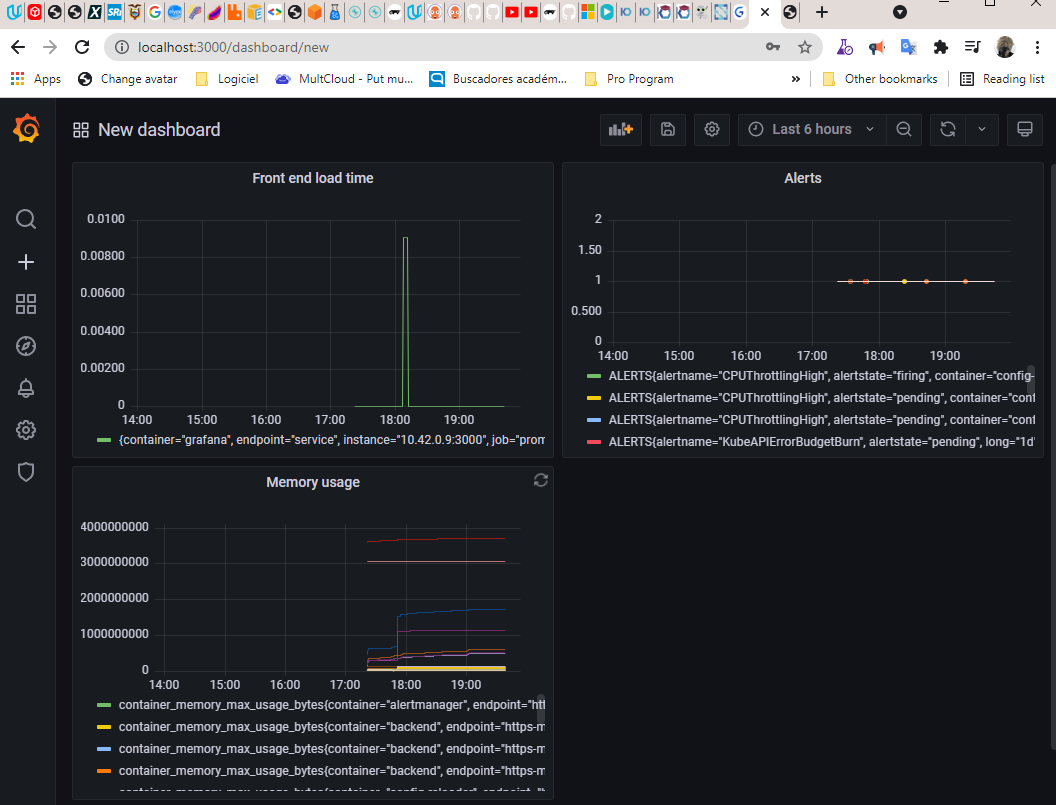 localhost:3000/dashboard/new
Apps
Change avatar
Logiciel
MultCloud - Put mu...
Buscadores académ...
Pro Program
»
Other bookmarks
Reading list
New dashboard
Last 6 hours
Front end load time
0.0100
0.00800
0.00600
0.00400
0.00200
0
14:00 15:00 16:00 17:00 18:00 19:00
{container="grafana", endpoint="service", instance="10.42.0.9:3000", job="prom
Alerts
2
1.50
1
0.500
0
14:00 15:00 16:00 17:00 18:00 19:00
ALERTS{alertname="CPUThrottlingHigh", alertstate="firing", container="config-
ALERTS{alertname="CPUThrottlingHigh", alertstate="pending", container="conf
ALERTS{alertname="CPUThrottlingHigh", alertstate="pending", container="conf
ALERTS{alertname="KubeAPIErrorBudgetBurn", alertstate="pending", long="1d"
Memory usage
4000000000
3000000000
2000000000
1000000000
0
14:00 15:00 16:00 17:00 18:00 19:00
container_memory_max_usage_bytes{container="alertmanager", endpoint="htt
container_memory_max_usage_bytes{container="backend", endpoint="https-m
container_memory_max_usage_bytes{container="backend", endpoint="https-m
container_memory_max_usage_bytes{container="backend", endpoint="https-m